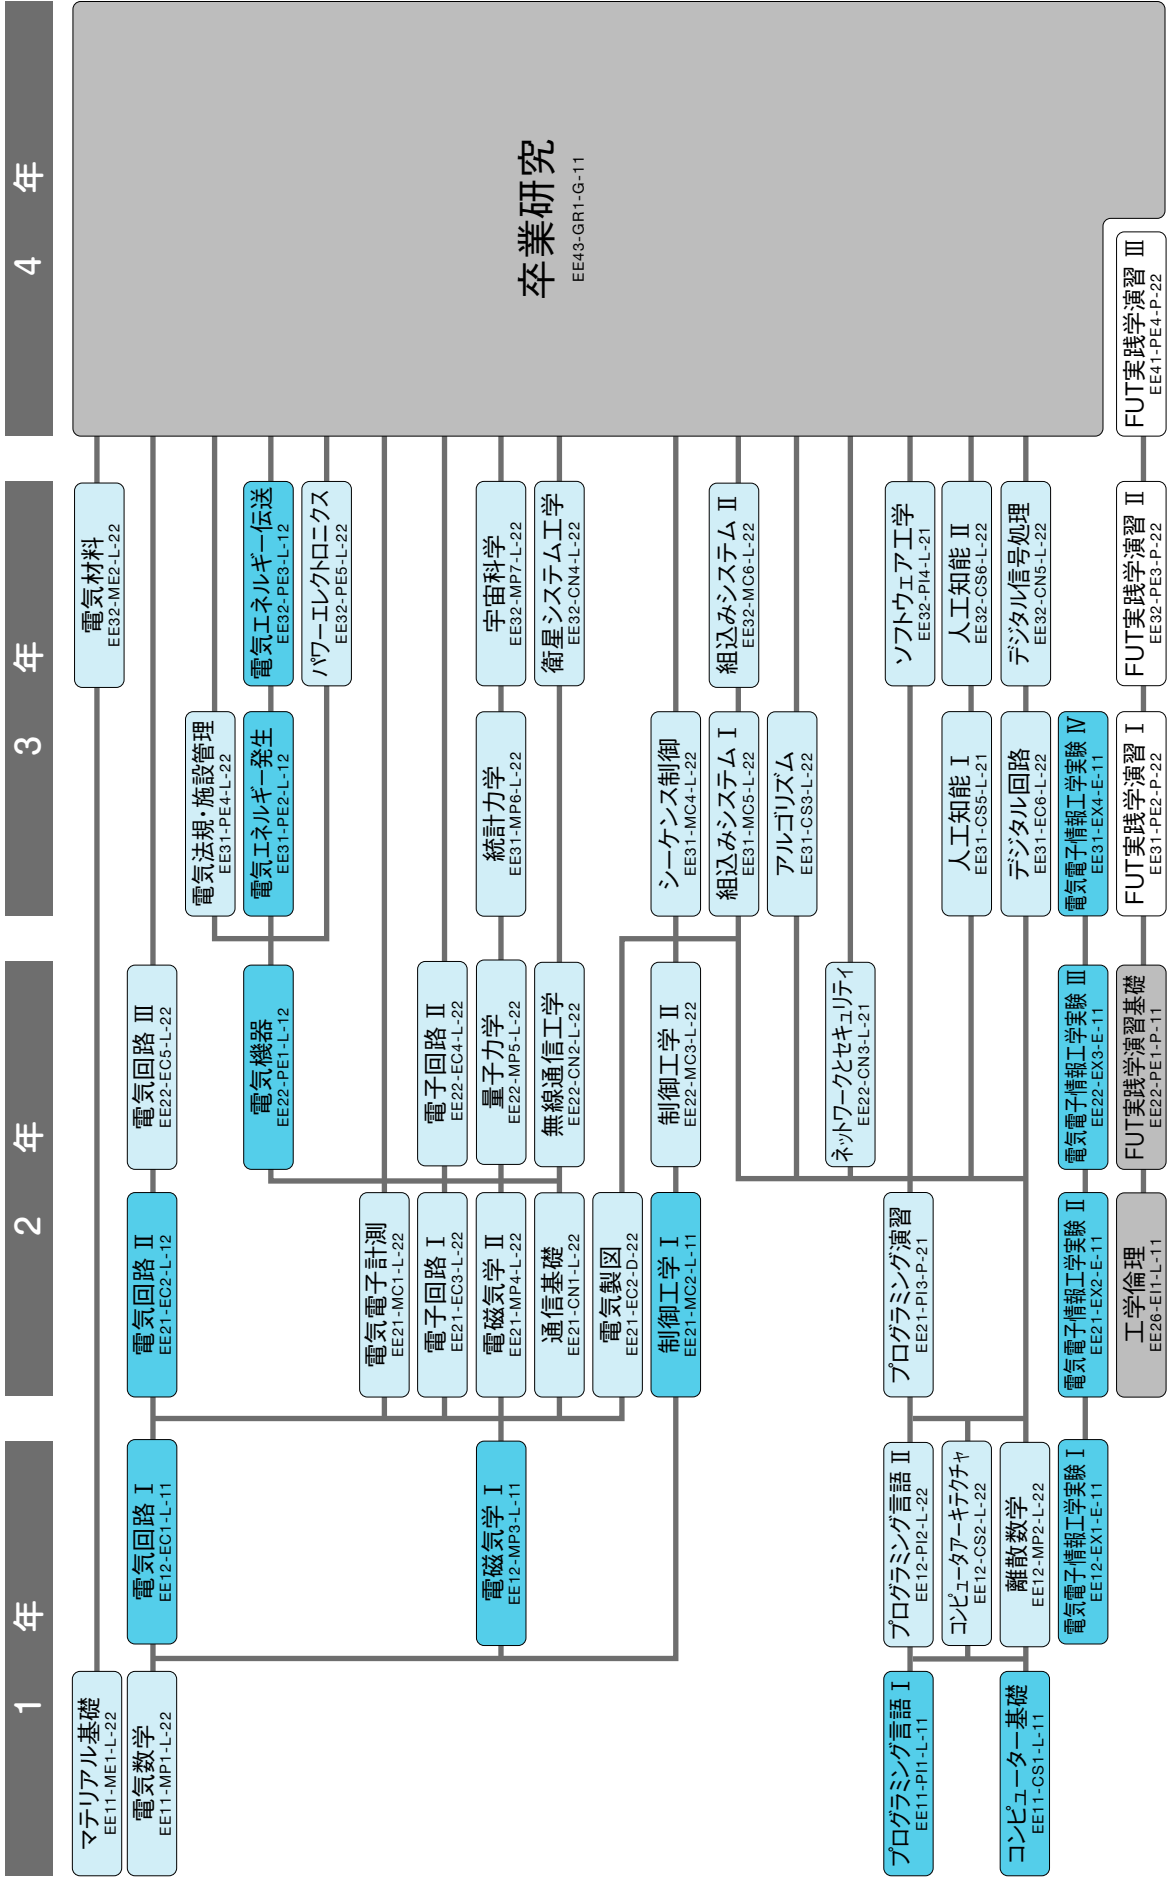 1 年
2 年
3 年
4 年
マテリアル基礎
EE11-ME1-L-22
電気数学
EE11-MP1-L-22
プログラミング言語 Ⅰ
EE11-PI1-L-11
コンピューター基礎
EE11-CS1-L-11
電気回路 Ⅰ
EE12-EC1-L-11
電磁気学 Ⅰ
EE12-MP3-L-11
プログラミング言語 Ⅱ
EE12-PI2-L-22
コンピュータアーキテクチャ
EE12-CS2-L-22
離散数学
EE12-MP2-L-22
電気電子情報工学実験 Ⅰ
EE12-EX1-E-11
電気回路 Ⅱ
EE21-EC2-L-12
電気電子計測
EE21-MC1-L-22
電子回路 Ⅰ
EE21-EC3-L-22
電磁気学 Ⅱ
EE21-MP4-L-22
通信基礎
EE21-CN1-L-22
電気製図
EE21-EC2-D-22
制御工学 Ⅰ
EE21-MC2-L-11
プログラミング演習
EE21-PI3-P-21
電気電子情報工学実験 Ⅱ
EE21-EX2-E-11
工学倫理
EE26-EI1-L-11
電気回路 Ⅲ
EE22-EC5-L-22
電気機器
EE22-PE1-L-12
電子回路 Ⅱ
EE22-EC4-L-22
量子力学
EE22-MP5-L-22
無線通信工学
EE22-CN2-L-22
制御工学 Ⅱ
EE22-MC3-L-22
ネットワークとセキュリティ
EE22-CN3-L-21
電気電子情報工学実験 Ⅲ
EE22-EX3-E-11
FUT実践学演習基礎
EE22-PE1-P-11
電気法規・施設管理
EE31-PE4-L-22
電気エネルギー発生
EE31-PE2-L-12
統計力学
EE31-MP6-L-22
シーケンス制御
EE31-MC4-L-22
組込みシステム Ⅰ
EE31-MC5-L-22
アルゴリズム
EE31-CS3-L-22
人工知能 Ⅰ
EE31-CS5-L-21
デジタル回路
EE31-EC6-L-22
電気電子情報工学実験 Ⅳ
EE31-EX4-E-11
FUT実践学演習 Ⅰ
EE31-PE2-P-22
電気材料
EE32-ME2-L-22
電気エネルギー伝送
EE32-PE3-L-12
パワーエレクトロニクス
EE32-PE5-L-22
宇宙科学
EE32-MP7-L-22
衛星システム工学
EE32-CN4-L-22
組込みシステム Ⅱ
EE32-MC6-L-22
ソフトウェア工学
EE32-PI4-L-21
人工知能 Ⅱ
EE32-CS6-L-22
デジタル信号処理
EE32-CN5-L-22
FUT実践学演習 Ⅱ
EE32-PE3-P-22
卒業研究
EE43-GR1-G-11
FUT実践学演習 Ⅲ
EE41-PE4-P-22